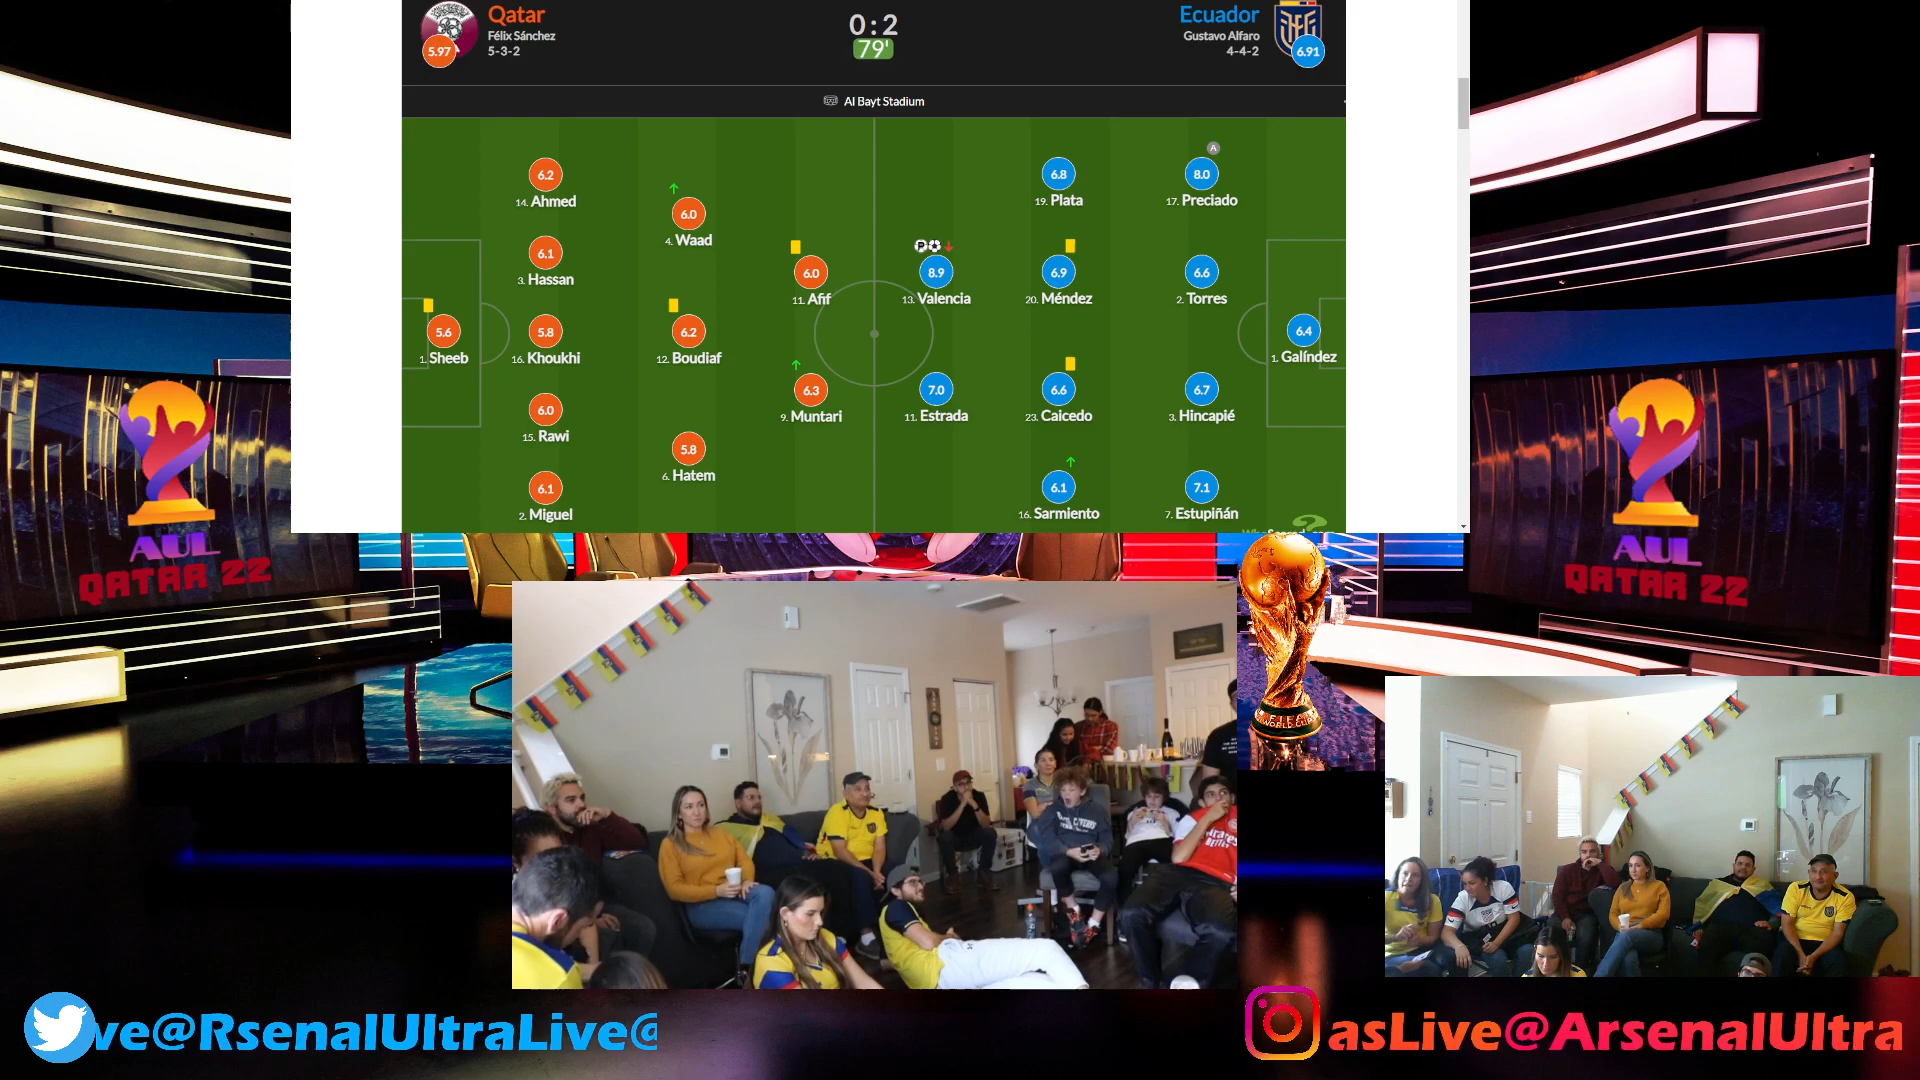 Qatar
Félix Sánchez
5-3-2
5.97
0:2
79'
Ecuador
Gustavo Alfaro
4-4-2
6.91
Al Bayt Stadium
6.2
14. Ahmed
6.1
3. Hassan
5.6
1. Sheeb
5.8
16. Khoukhi
6.0
15. Rawi
6.1
2. Miguel
6.0
4. Waad
6.2
12. Boudiaf
5.8
6. Hatem
6.0
11. Afif
6.3
9. Muntari
P
8.9
13. Valencia
7.0
11. Estrada
6.8
19. Plata
6.9
20. Méndez
6.6
23. Caicedo
6.1
16. Sarmiento
A
8.0
17. Preciado
6.6
2. Torres
6.7
3. Hincapié
7.1
7. Estupiñán
6.4
1. Galíndez
AUL
QATAR 22
AUL
QATAR 22
FIFA
WORLD CUP
ve@RsenalUltraLive@
asLive@ArsenalUltra